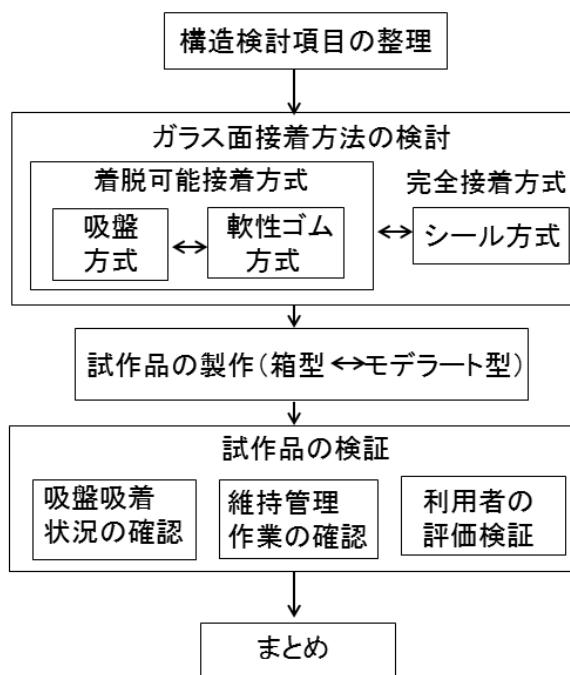 構造検討項目の整理
ガラス面接着方法の検討
着脱可能接着方式
完全接着方式
吸盤
方式
軟性ゴム
方式
シール方式
試作品の製作(箱型⇔モデラート型)
試作品の検証
吸盤吸着
状況の確認
維持管理
作業の確認
利用者の
評価検証
まとめ